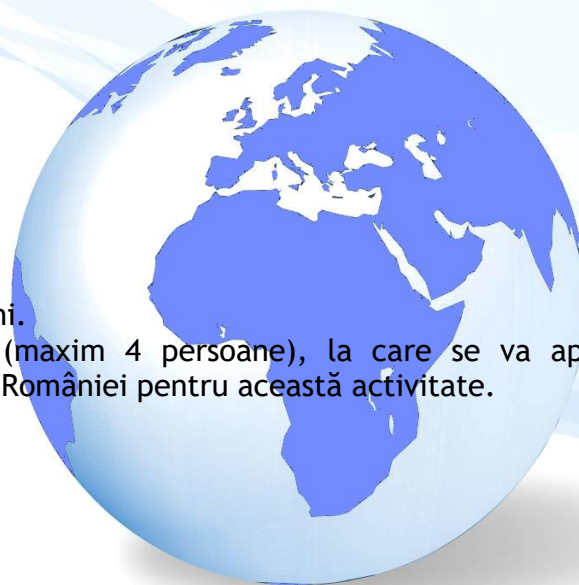 ni.
(maxim 4 persoane), la care se va ap
României pentru această activitate.